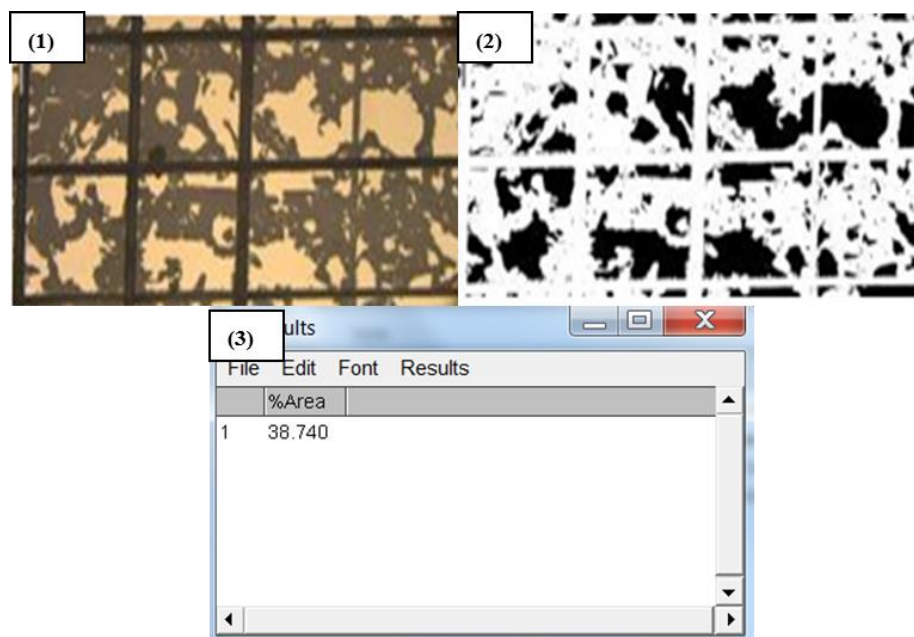 (1)
(2)
(3)
ults
File Edit Font Results
%Area
1 38.740